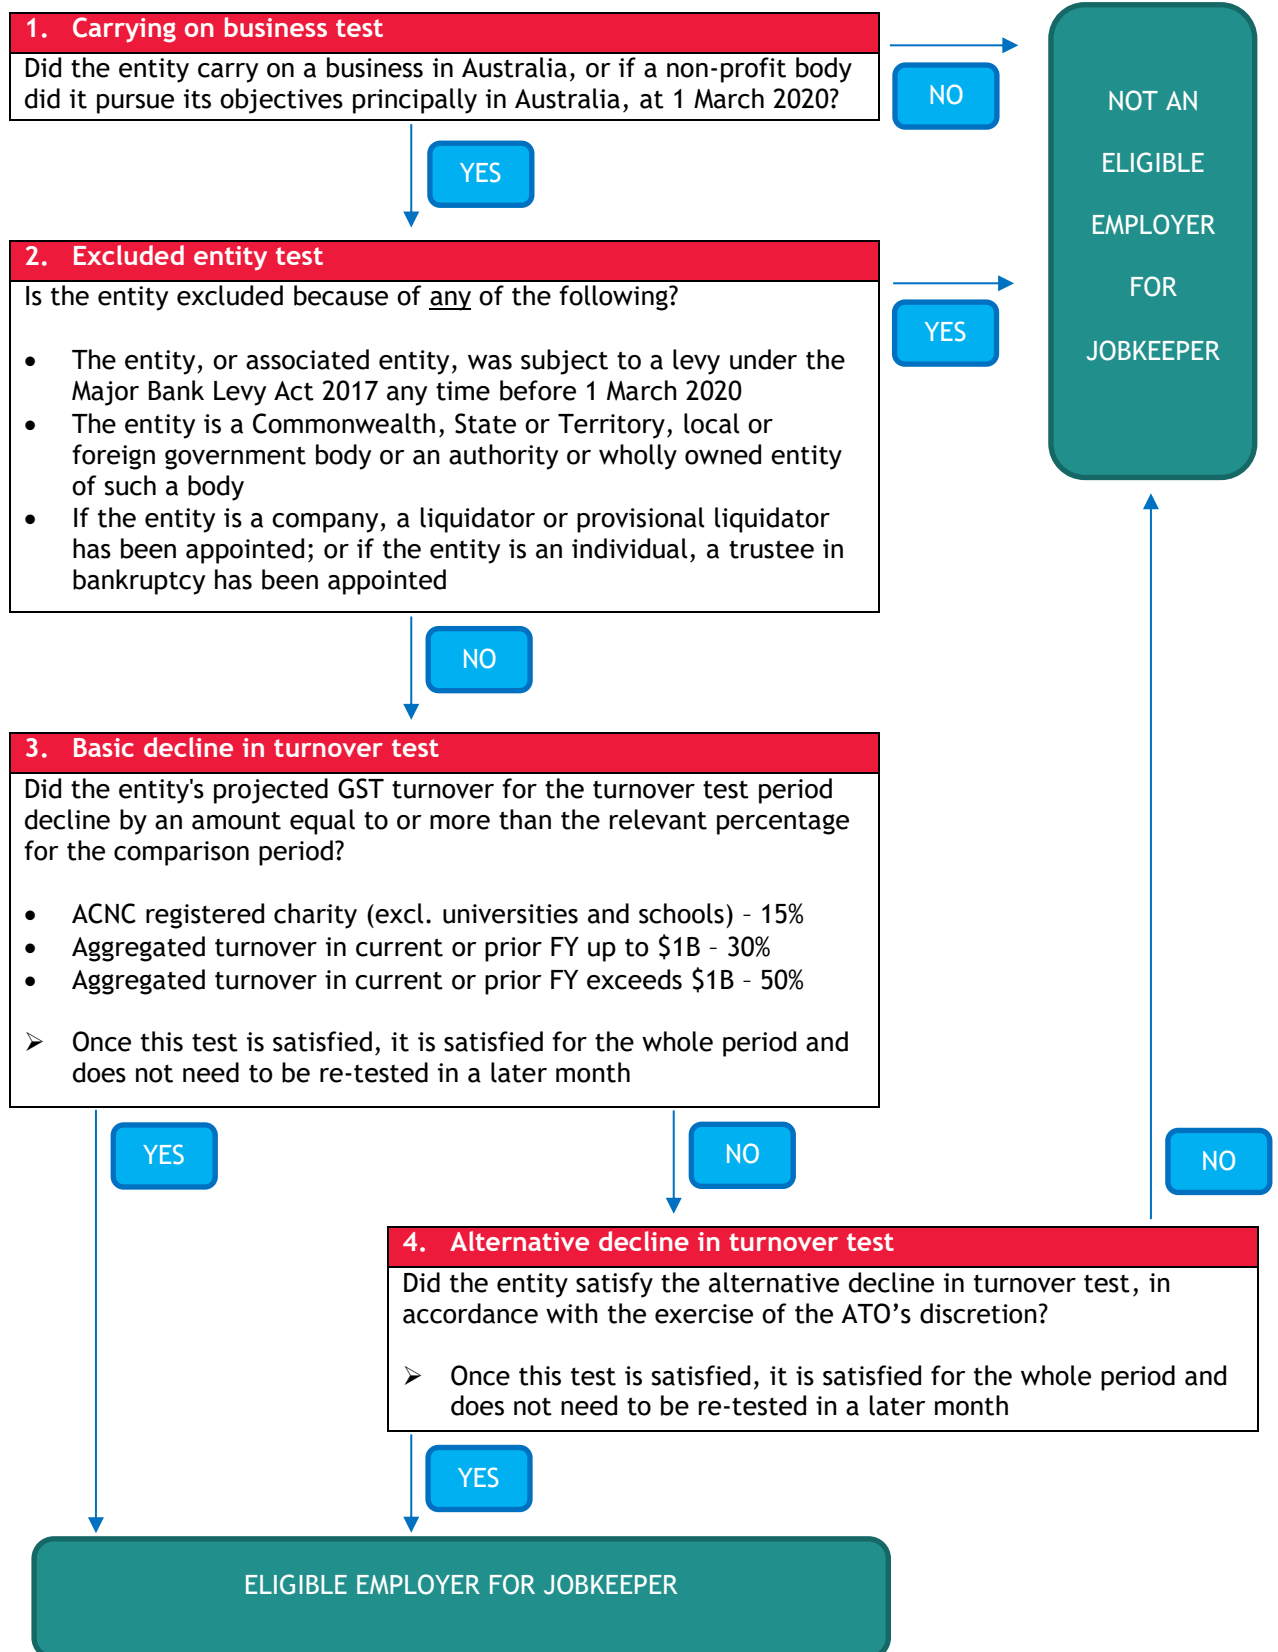 1. Carrying on business test
Did the entity carry on a business in Australia, or if a non-profit body
did it pursue its objectives principally in Australia, at 1 March 2020?
NO
NOT AN
ELIGIBLE
EMPLOYER
FOR
JOBKEEPER
YES
2. Excluded entity test
Is the entity excluded because of any of the following?
• The entity, or associated entity, was subject to a levy under the
Major Bank Levy Act 2017 any time before 1 March 2020
• The entity is a Commonwealth, State or Territory, local or
foreign government body or an authority or wholly owned entity
of such a body
• If the entity is a company, a liquidator or provisional liquidator
has been appointed; or if the entity is an individual, a trustee in
bankruptcy has been appointed
YES
NO
3. Basic decline in turnover test
Did the entity's projected GST turnover for the turnover test period
decline by an amount equal to or more than the relevant percentage
for the comparison period?
• ACNC registered charity (excl. universities and schools) – 15%
• Aggregated turnover in current or prior FY up to $1B – 30%
• Aggregated turnover in current or prior FY exceeds $1B – 50%
➢ Once this test is satisfied, it is satisfied for the whole period and
does not need to be re-tested in a later month
YES
NO
NO
4. Alternative decline in turnover test
Did the entity satisfy the alternative decline in turnover test, in
accordance with the exercise of the ATO’s discretion?
➢ Once this test is satisfied, it is satisfied for the whole period and
does not need to be re-tested in a later month
YES
ELIGIBLE EMPLOYER FOR JOBKEEPER